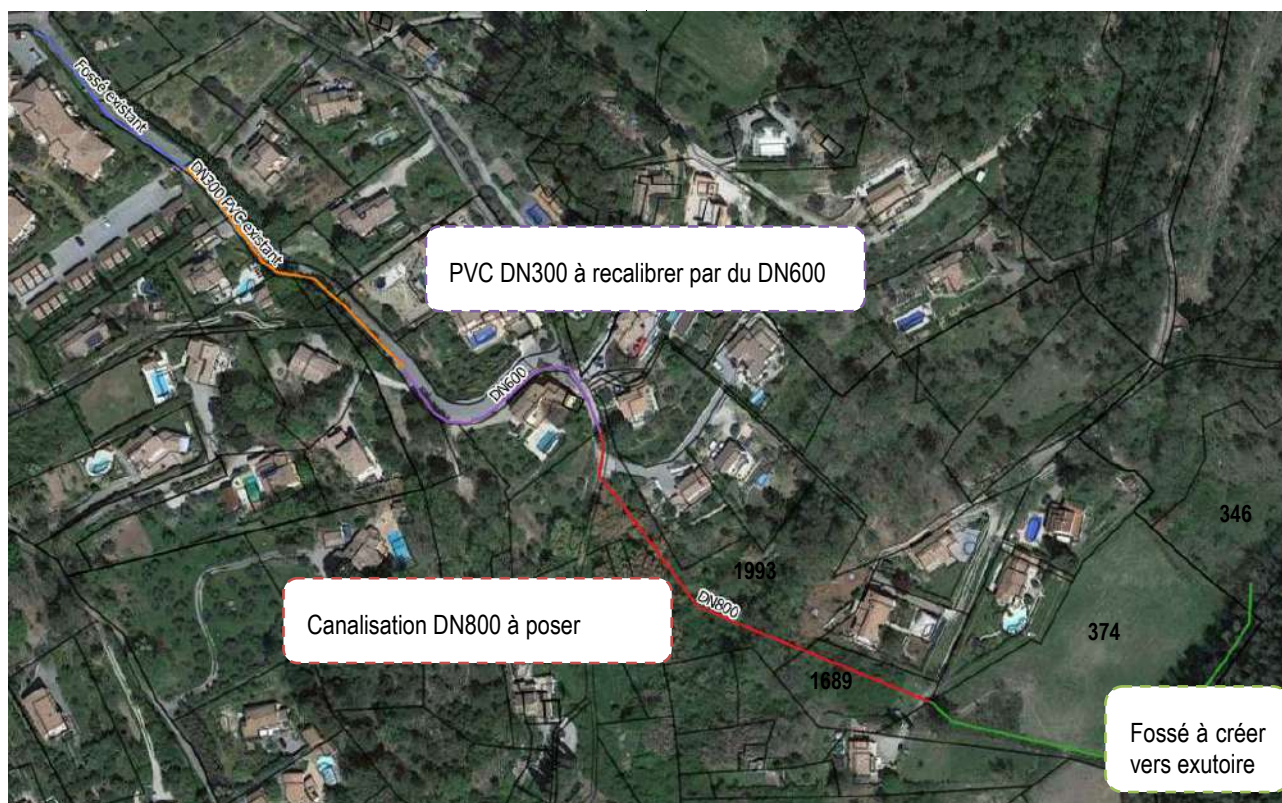 Fossé existant
DN300 PVC existant
PVC DN300 à recalibrer par du DN600
DN600
346
1993
Canalisation DN800 à poser
DN800
374
1689
Fossé à créer
vers exutoire